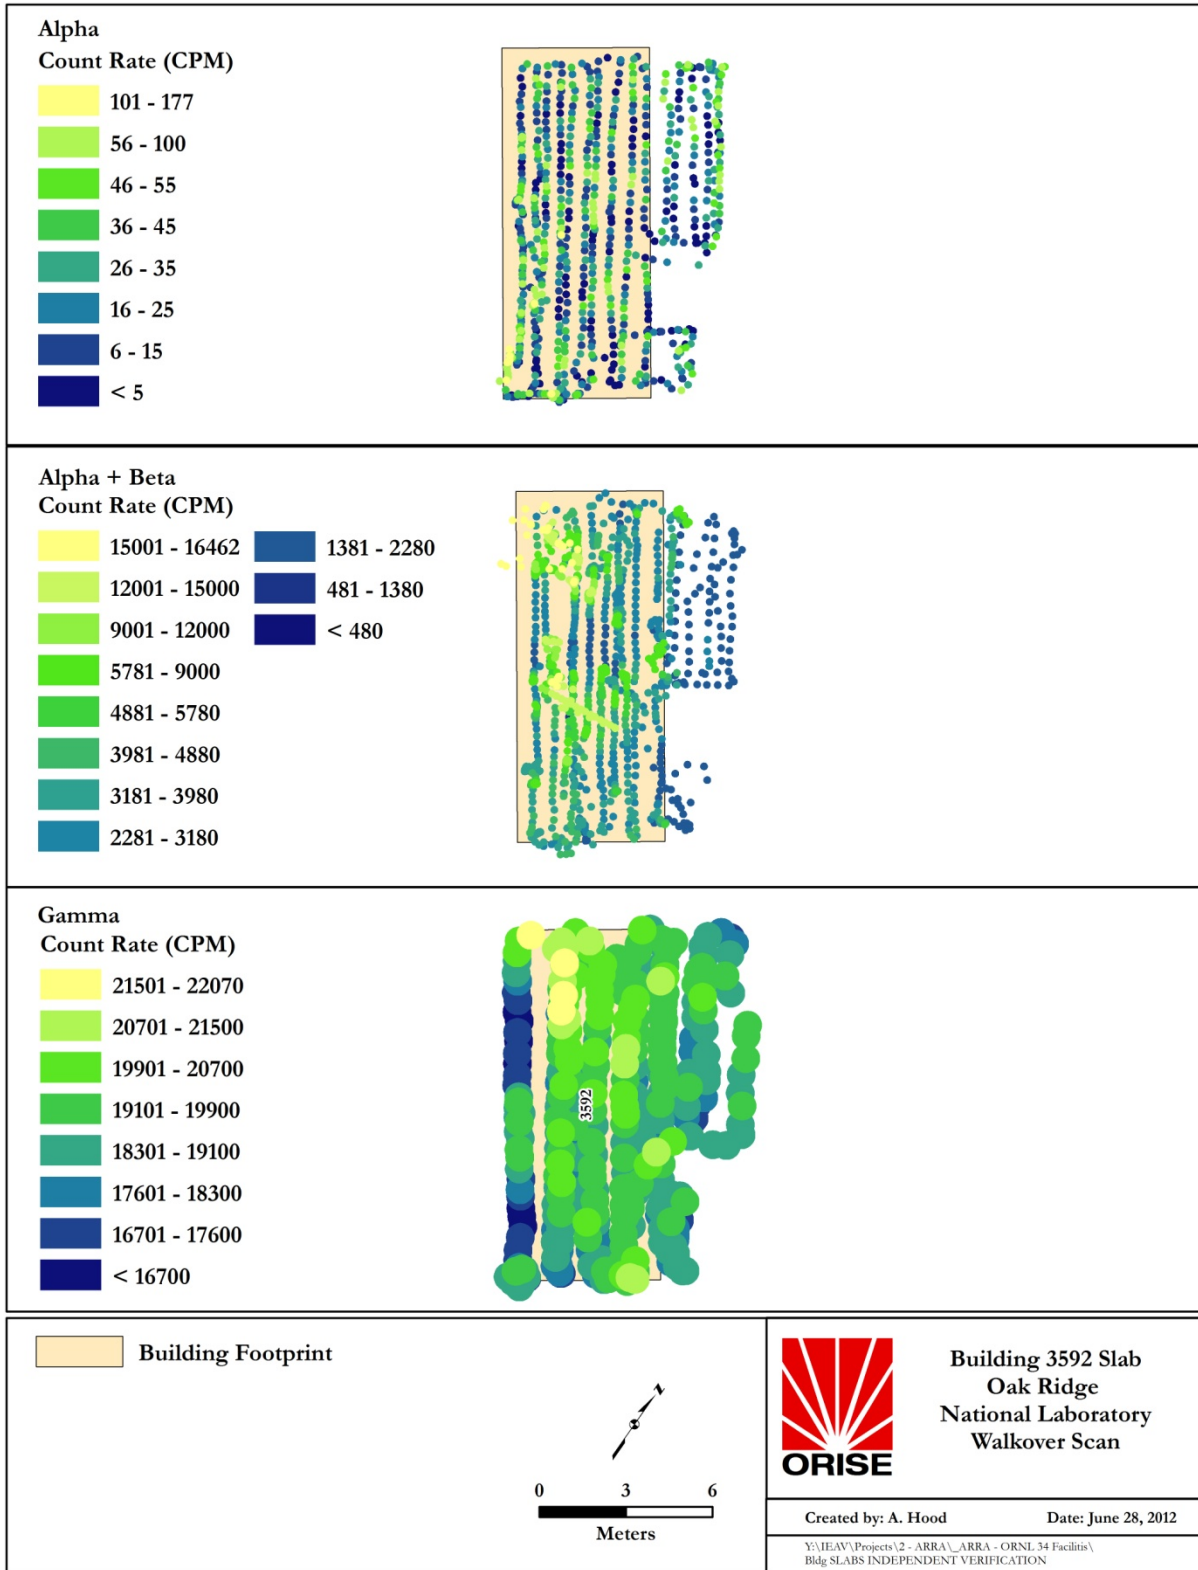 Alpha
Count Rate (CPM)
101 - 177
56 - 100
46 - 55
36 - 45
26 - 35
16 - 25
6 - 15
< 5
Alpha + Beta
Count Rate (CPM)
15001 - 16462
12001 - 15000
9001 - 12000
5781 - 9000
4881 - 5780
3981 - 4880
3181 - 3980
2281 - 3180
1381 - 2280
481 - 1380
< 480
Gamma
Count Rate (CPM)
21501 - 22070
20701 - 21500
19901 - 20700
19101 - 19900
18301 - 19100
17601 - 18300
16701 - 17600
< 16700
3592
Building Footprint
N
0 3 6
Meters
ORISE
Building 3592 Slab
Oak Ridge
National Laboratory
Walkover Scan
Created by: A. Hood Date: June 28, 2012
Y:\IEAV\Projects\2 - ARRA\_ARRA - ORNL 34 Facilitis\
Bldg SLABS INDEPENDENT VERIFICATION